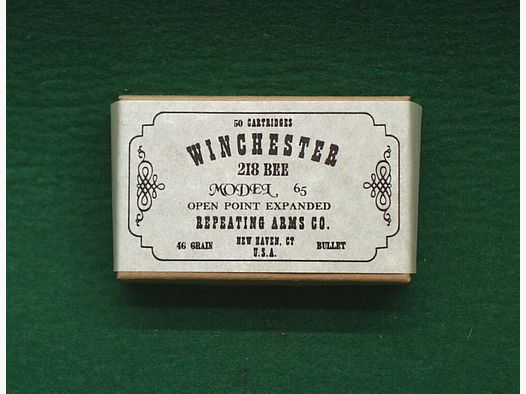 50 CARTRIDGES
WINCHESTER
218 BEE
MODEL 65
OPEN POINT EXPANDED
REPEATING ARMS CO.
46 GRAIN NEW HAVEN, CT BULLET
U.S.A.